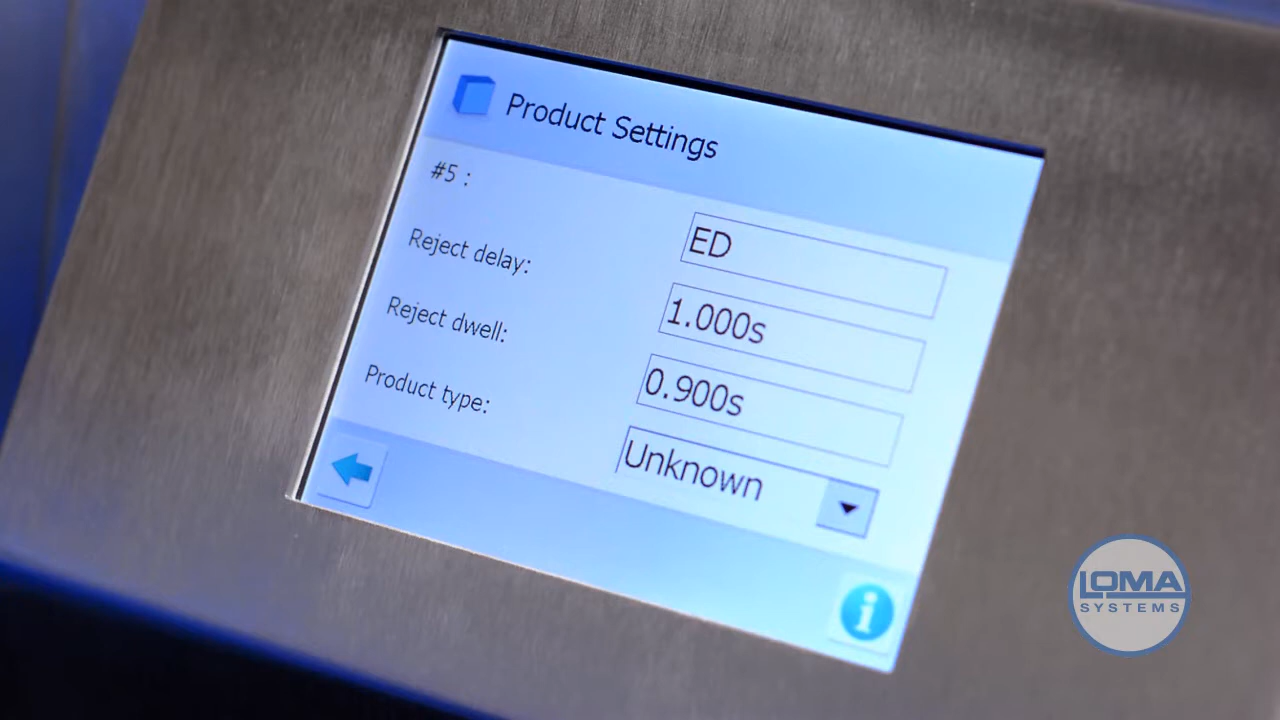 Product Settings
#5 : ED
Reject delay: 1.000s
Reject dwell: 0.900s
Product type: Unknown
i
LOMA
SYSTEMS